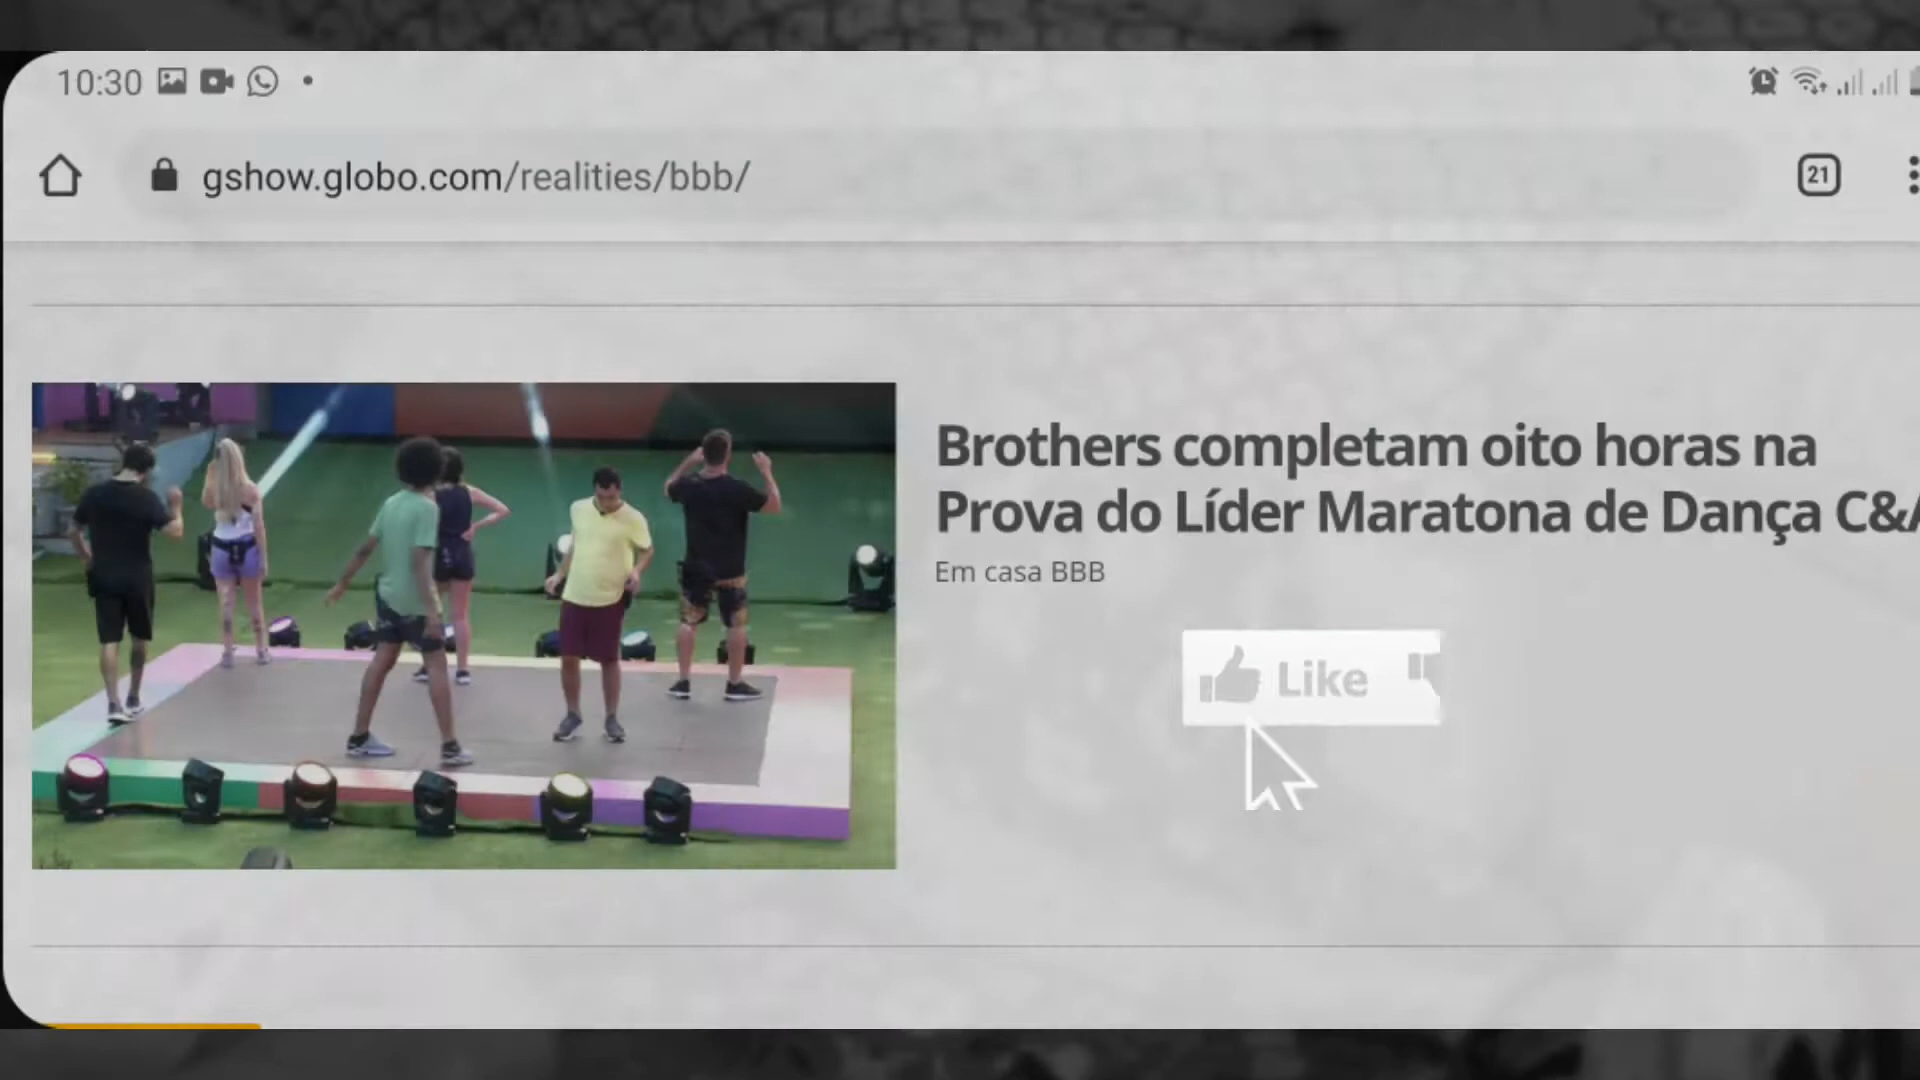 10:30
gshow.globo.com/realities/bbb/
21
Brothers completam oito horas na
Prova do Líder Maratona de Dança C&A
Em casa BBB
Like